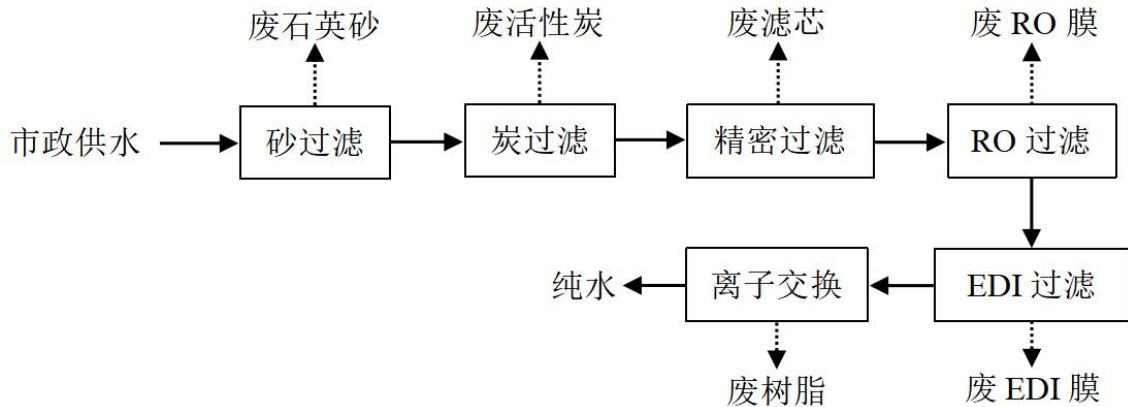 废石英砂
废活性炭
废滤芯
废 RO 膜
市政供水
砂过滤
炭过滤
精密过滤
RO 过滤
纯水
离子交换
EDI 过滤
废树脂
废 EDI 膜